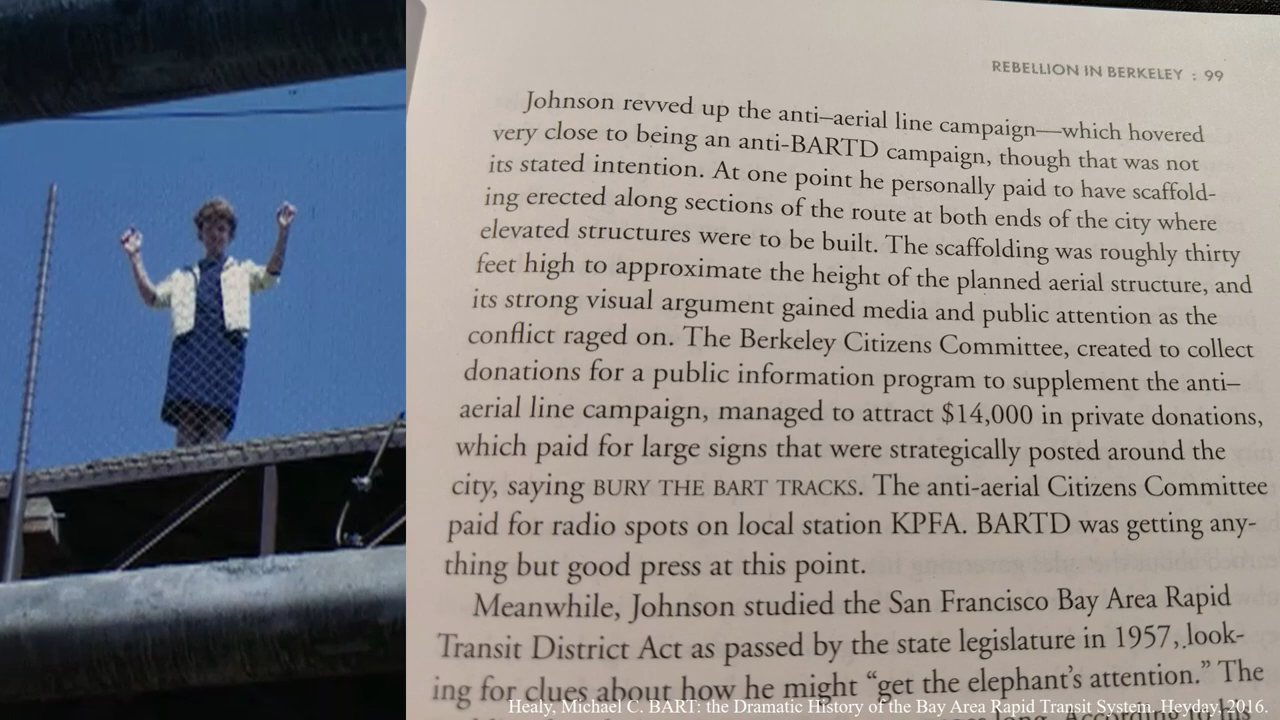 REBELLION IN BERKELEY : 99
Johnson revved up the anti–aerial line campaign—which hovered
very close to being an anti-BARTD campaign, though that was not
its stated intention. At one point he personally paid to have scaffold-
ing erected along sections of the route at both ends of the city where
elevated structures were to be built. The scaffolding was roughly thirty
feet high to approximate the height of the planned aerial structure, and
its strong visual argument gained media and public attention as the
conflict raged on. The Berkeley Citizens Committee, created to collect
donations for a public information program to supplement the anti–
aerial line campaign, managed to attract $14,000 in private donations,
which paid for large signs that were strategically posted around the
city, saying BURY THE BART TRACKS. The anti-aerial Citizens Committee
paid for radio spots on local station KPFA. BARTD was getting any-
thing but good press at this point.
Meanwhile, Johnson studied the San Francisco Bay Area Rapid
Transit District Act as passed by the state legislature in 1957, look-
ing for clues about how he might “get the elephant’s attention.” The
Healy, Michael C. BART: the Dramatic History of the Bay Area Rapid Transit System. Heyday, 2016.